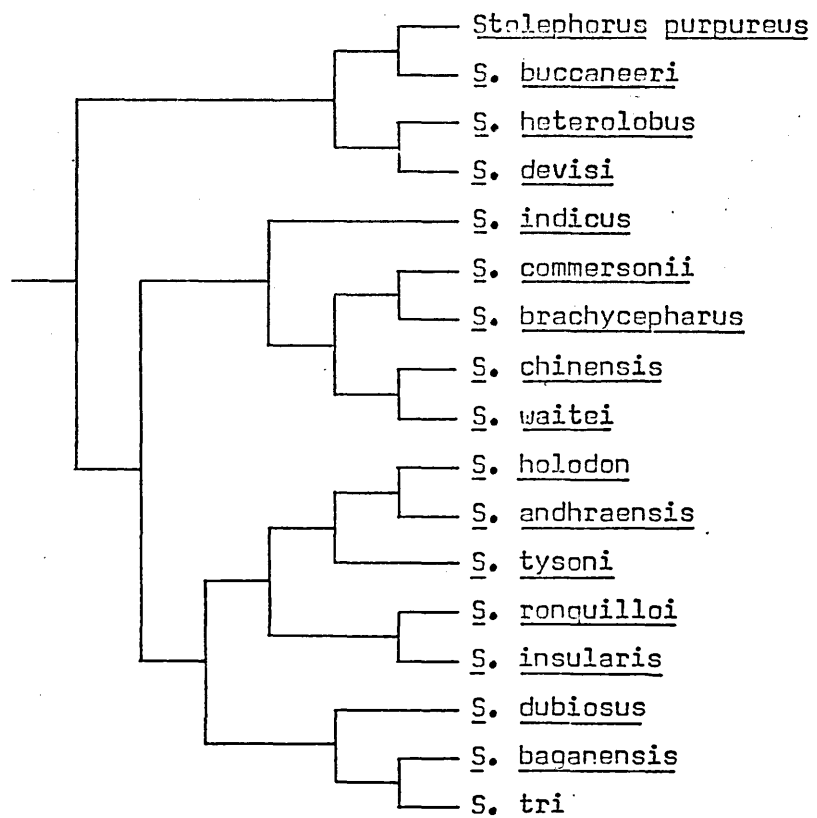 Stolephorus purpureus
S. buccaneeri
S. heterolobus
S. devisi
S. indicus
S. commersonii
S. brachycepharus
S. chinensis
S. waitei
S. holodon
S. andhraensis
S. tysoni
S. ronquilloi
S. insularis
S. dubiosus
S. baganensis
S. tri